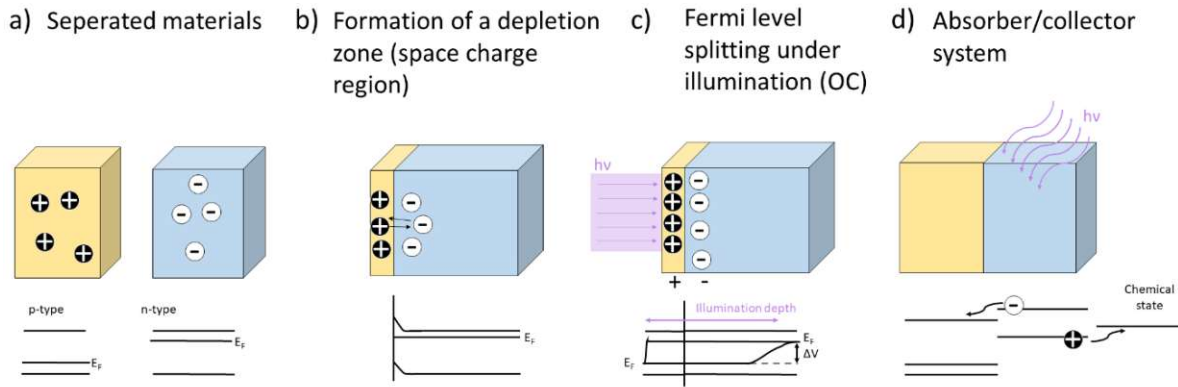 a) Seperated materials
b) Formation of a depletion
zone (space charge
region)
c) Fermi level
splitting under
illumination (OC)
d) Absorber/collector
system
hv
hv
+ -
p-type
n-type
E_F
E_F
E_F
Illumination depth
E_F
E_F
ΔV
Chemical
state